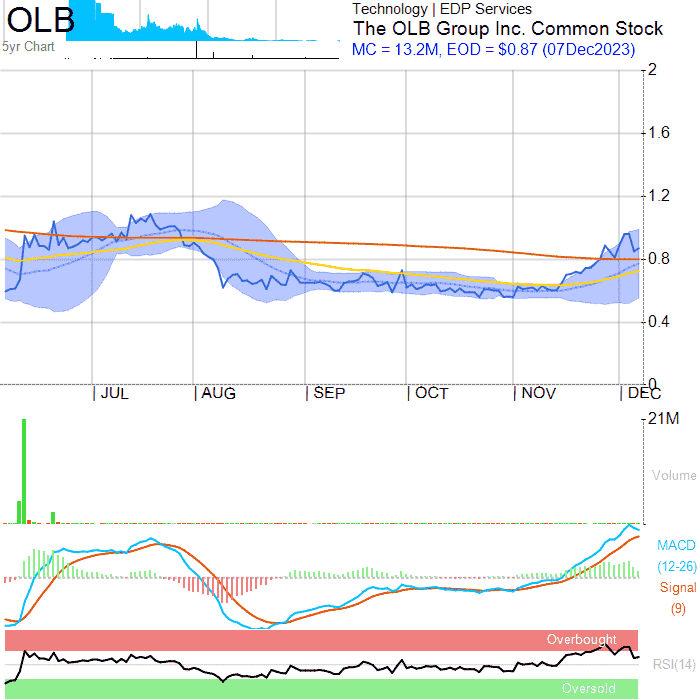 OLB
5yr Chart
Technology | EDP Services
The OLB Group Inc. Common Stock
MC = 13.2M, EOD = $0.87 (07Dec2023)
2
1.6
1.2
0.8
0.4
0
JUL AUG SEP OCT NOV DEC
21M
Volume
MACD
(12-26)
Signal
(9)
Overbought
RSI(14)
Oversold